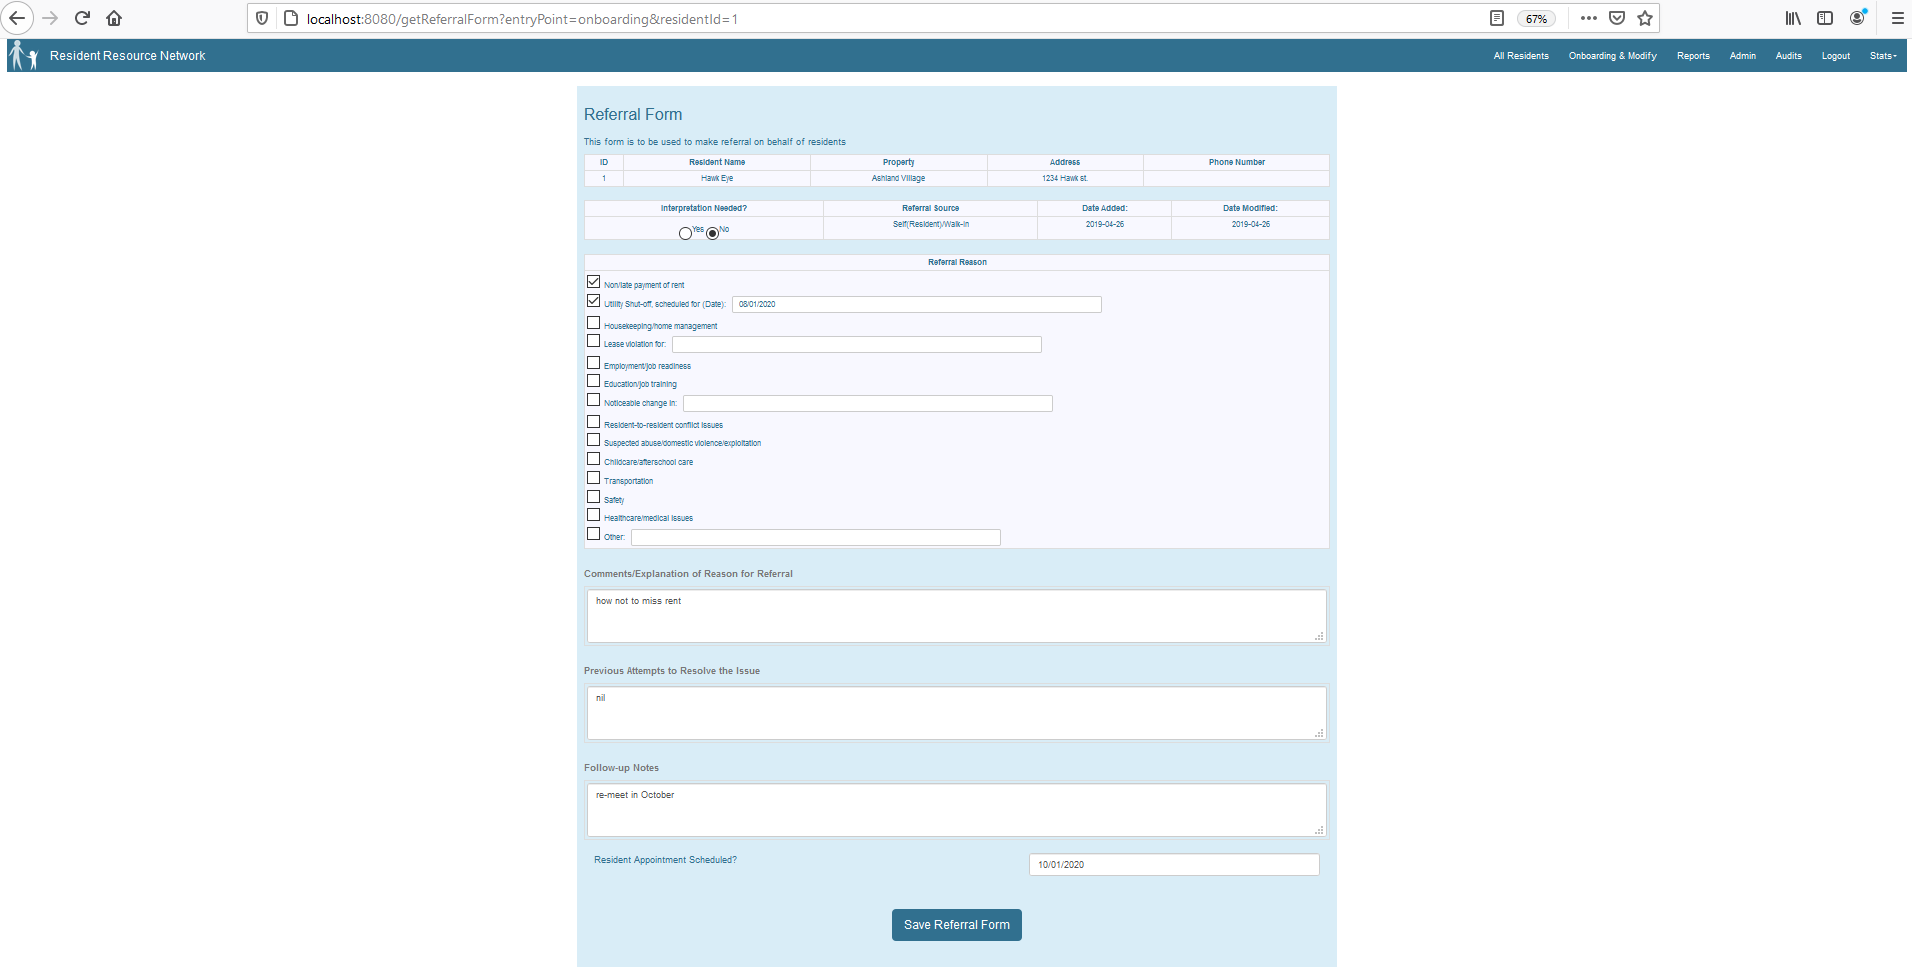 localhost:8080/getReferralForm?entryPoint=onboarding&residentId=1
67%
Resident Resource Network
All Residents Onboarding & Modify Reports Admin Audits Logout Stats
Referral Form
This form is to be used to make referral on behalf of residents
ID Resident Name Property Address Phone Number
1 Hawk Eye Ashland Village 1234 Hawk st.
Interpretation Needed? Referral Source Date Added: Date Modified:
Yes No Self(Resident)/Walk-in 2019-04-26 2019-04-26
Referral Reason
Non/late payment of rent
Utility Shut-off, scheduled for (Date): 08/01/2020
Housekeeping/home management
Lease violation for:
Employment/job readiness
Education/job training
Noticeable change in:
Resident-to-resident conflict issues
Suspected abuse/domestic violence/exploitation
Childcare/afterschool care
Transportation
Safety
Healthcare/medical issues
Other:
Comments/Explanation of Reason for Referral
how not to miss rent
Previous Attempts to Resolve the Issue
nil
Follow-up Notes
re-meet in October
Resident Appointment Scheduled? 10/01/2020
Save Referral Form